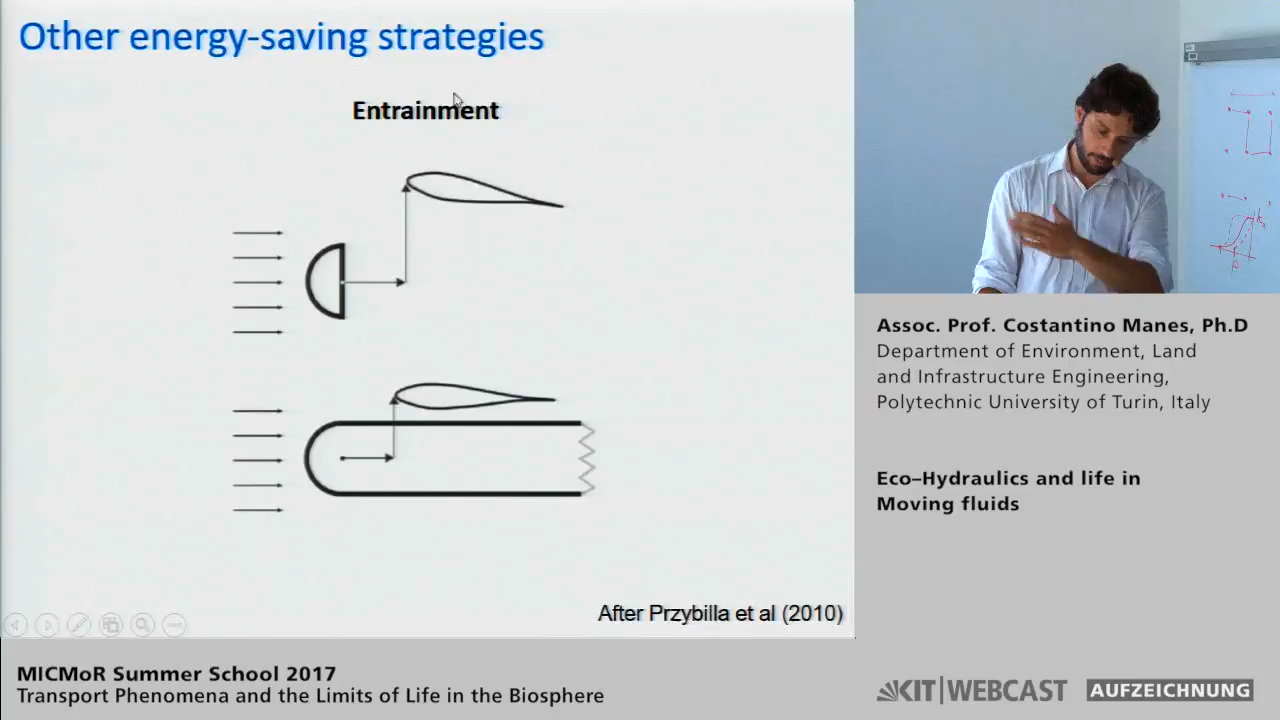 Other energy-saving strategies
Entrainment
After Przybilla et al (2010)
Assoc. Prof. Costantino Manes, Ph.D
Department of Environment, Land
and Infrastructure Engineering,
Polytechnic University of Turin, Italy
Eco–Hydraulics and life in
Moving fluids
MICMoR Summer School 2017
Transport Phenomena and the Limits of Life in the Biosphere
KIT|WEBCAST AUFZEICHNUNG